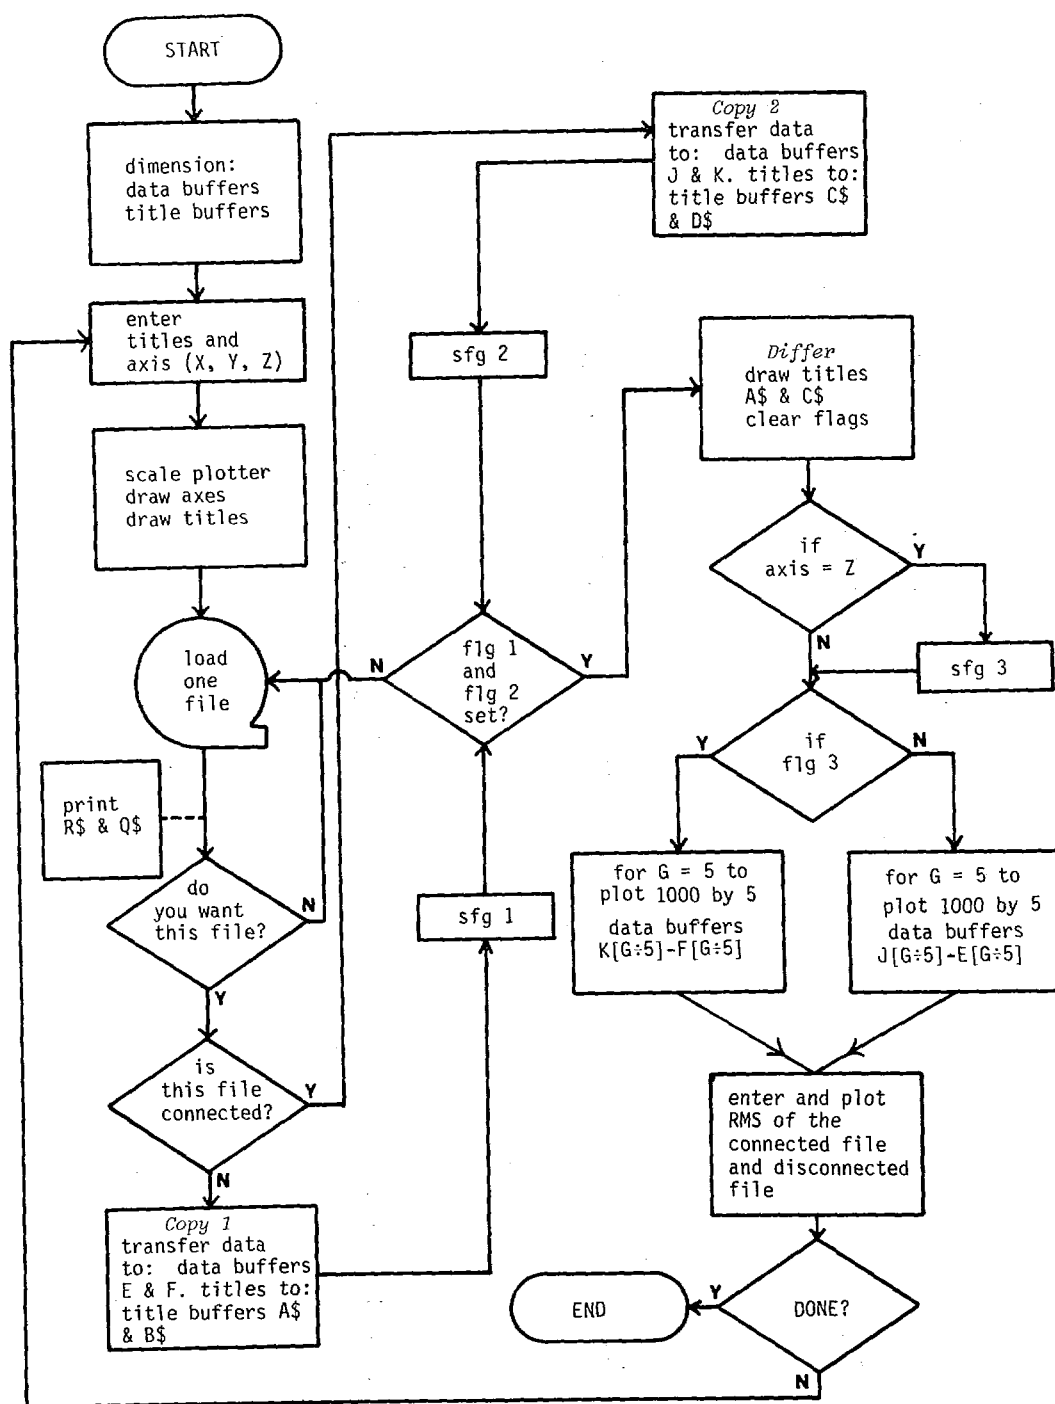 START
dimension:
data buffers
title buffers
enter
titles and
axis (X, Y, Z)
scale plotter
draw axes
draw titles
load
one
file
print
R$ & Q$
do
you want
this file?
N
Y
is
this file
connected?
Y
N
Copy 1
transfer data
to: data buffers
E & F. titles to:
title buffers A$
& B$
Copy 2
transfer data
to: data buffers
J & K. titles to:
title buffers C$
& D$
sfg 2
flg 1
and
flg 2
set?
N
Y
sfg 1
Differ
draw titles
A$ & C$
clear flags
if
axis = Z
Y
N
sfg 3
if
flg 3
Y
N
for G = 5 to
plot 1000 by 5
data buffers
K[G÷5]-F[G÷5]
for G = 5 to
plot 1000 by 5
data buffers
J[G÷5]-E[G÷5]
enter and plot
RMS of the
connected file
and disconnected
file
DONE?
Y
N
END